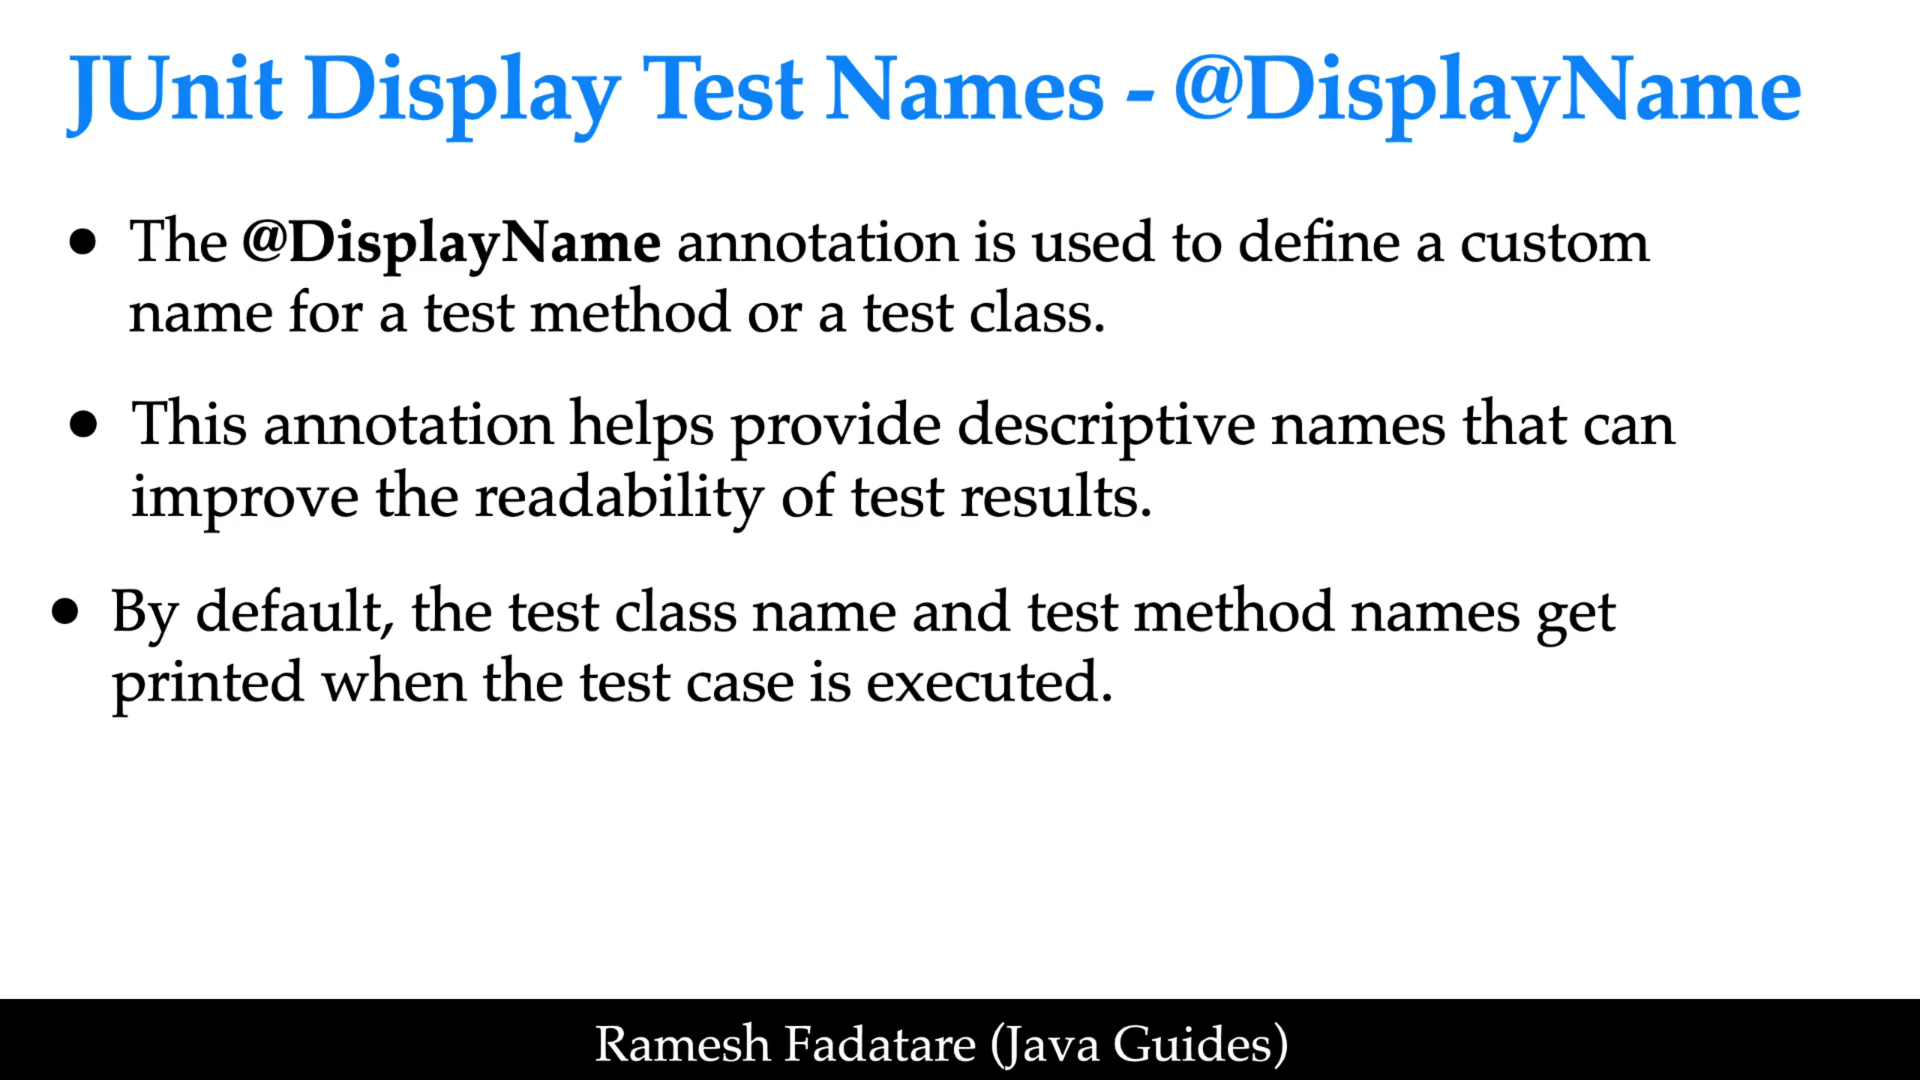 JUnit Display Test Names - @DisplayName
• The @DisplayName annotation is used to define a custom
name for a test method or a test class.
• This annotation helps provide descriptive names that can
improve the readability of test results.
• By default, the test class name and test method names get
printed when the test case is executed.
Ramesh Fadatare (Java Guides)